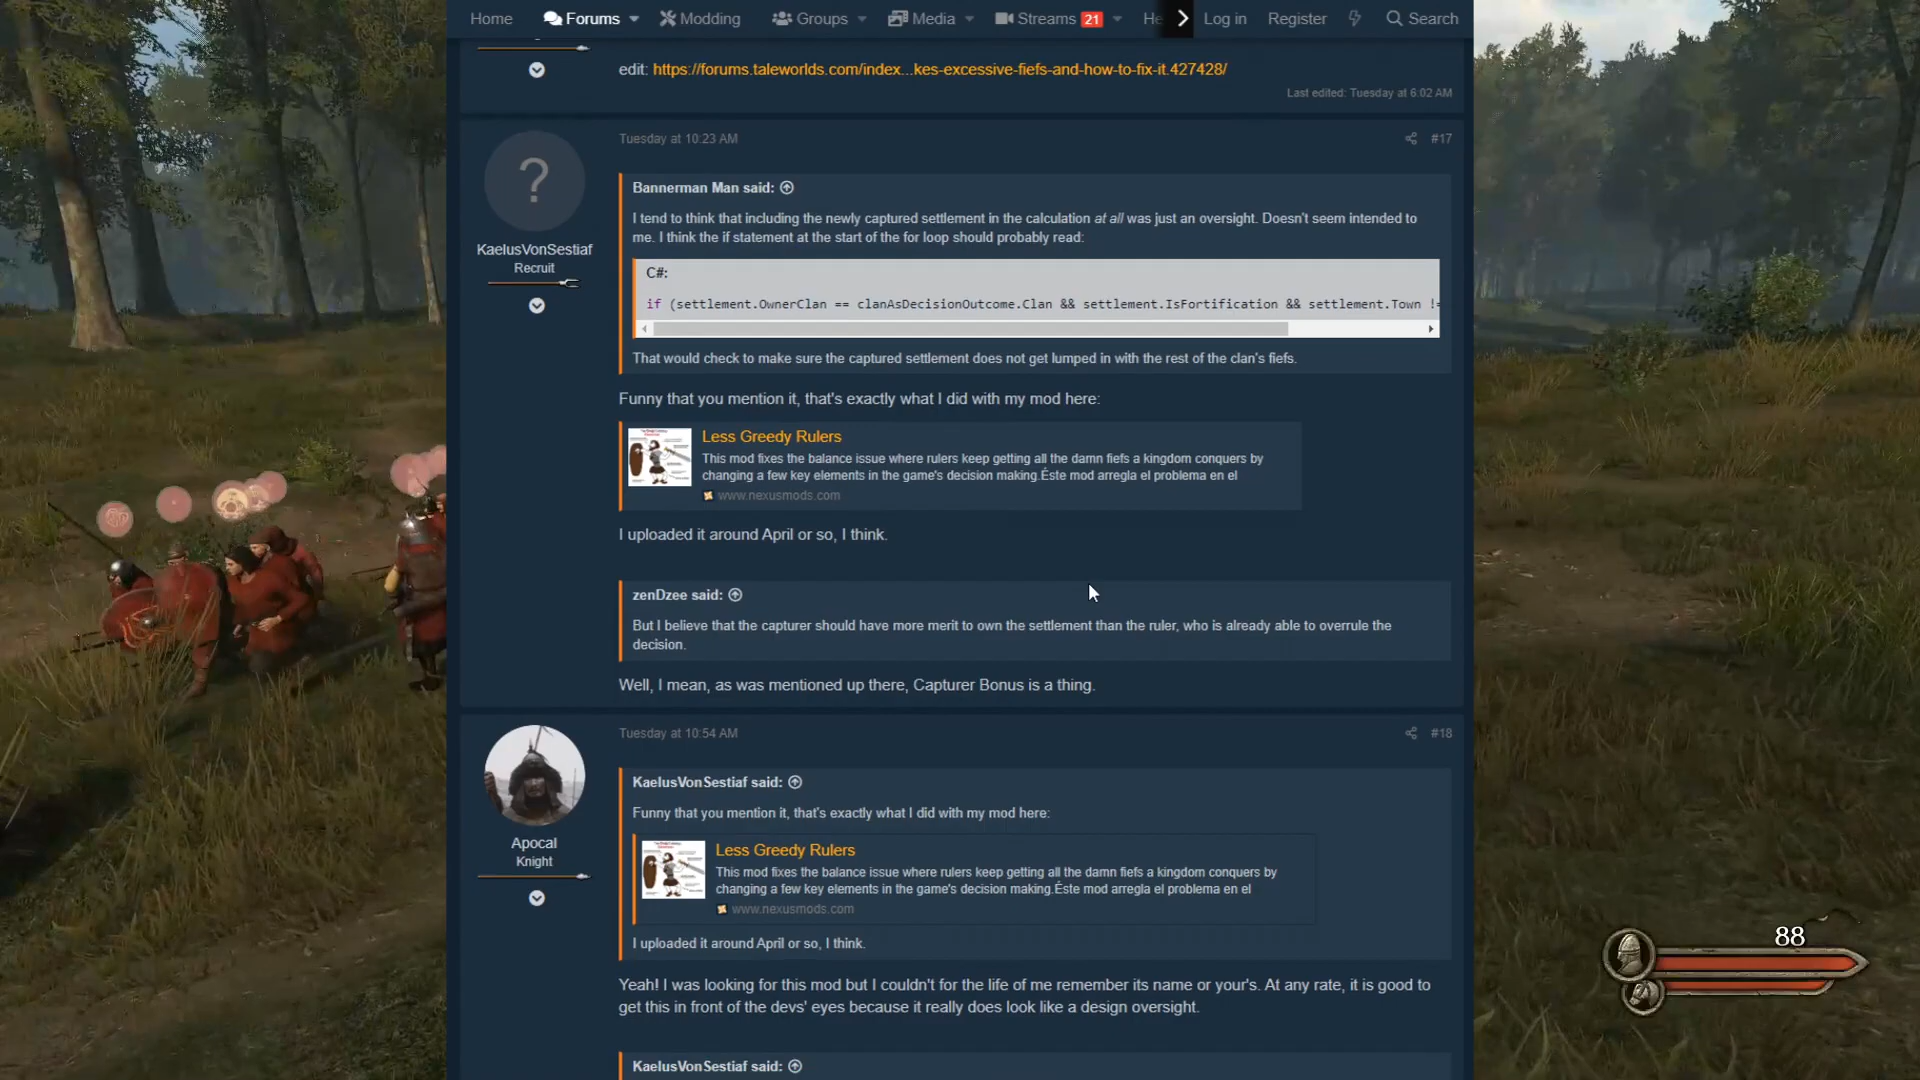 Home Forums Modding Groups Media Streams 21 He Log in Register Search
edit: https://forums.taleworlds.com/index...kes-excessive-fiefs-and-how-to-fix-it.427428/
Last edited: Tuesday at 6:02 AM
Tuesday at 10:23 AM #17
?
KaelusVonSestiaf
Recruit
Bannerman Man said:
I tend to think that including the newly captured settlement in the calculation at all was just an oversight. Doesn't seem intended to
me. I think the if statement at the start of the for loop should probably read:
C#:
if (settlement.OwnerClan == clanAsDecisionOutcome.Clan && settlement.IsFortification && settlement.Town !=
That would check to make sure the captured settlement does not get lumped in with the rest of the clan's fiefs.
Funny that you mention it, that's exactly what I did with my mod here:
Less Greedy Rulers
This mod fixes the balance issue where rulers keep getting all the damn fiefs a kingdom conquers by
changing a few key elements in the game's decision making.Éste mod arregla el problema en el
www.nexusmods.com
I uploaded it around April or so, I think.
zenDzee said:
But I believe that the capturer should have more merit to own the settlement than the ruler, who is already able to overrule the
decision.
Well, I mean, as was mentioned up there, Capturer Bonus is a thing.
Tuesday at 10:54 AM #18
Apocal
Knight
KaelusVonSestiaf said:
Funny that you mention it, that's exactly what I did with my mod here:
Less Greedy Rulers
This mod fixes the balance issue where rulers keep getting all the damn fiefs a kingdom conquers by
changing a few key elements in the game's decision making.Éste mod arregla el problema en el
www.nexusmods.com
I uploaded it around April or so, I think.
Yeah! I was looking for this mod but I couldn't for the life of me remember its name or your's. At any rate, it is good to
get this in front of the devs' eyes because it really does look like a design oversight.
KaelusVonSestiaf said:
88